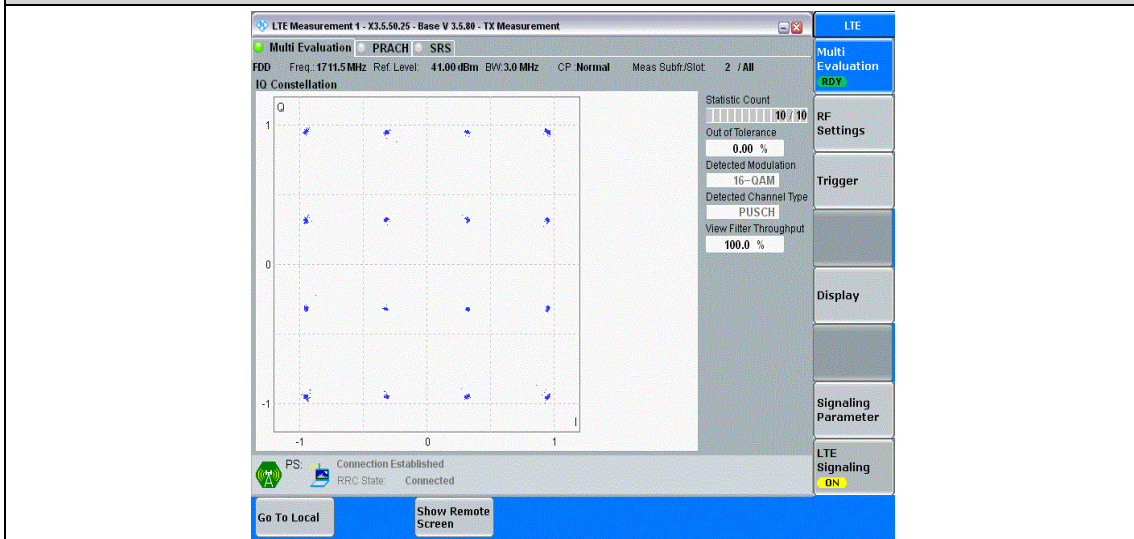 LTE Measurement 1 - X3.5.50.25 - Base V 3.5.80 - TX Measurement
LTE
Multi Evaluation PRACH SRS
Multi
Evaluation
RDY
FDD Freq.: 1711.5 MHz Ref. Level: 41.00 dBm BW: 3.0 MHz CP : Normal Meas Subfr./Slot: 2 / All
IQ Constellation
Q
1
0
-1
I
-1 0 1
Statistic Count
10 / 10
Out of Tolerance
0.00 %
Detected Modulation
16-QAM
Detected Channel Type
PUSCH
View Filter Throughput
100.0 %
RF
Settings
Trigger
Display
Signaling
Parameter
LTE
Signaling
ON
PS: Connection Established
RRC State: Connected
Go To Local
Show Remote
Screen